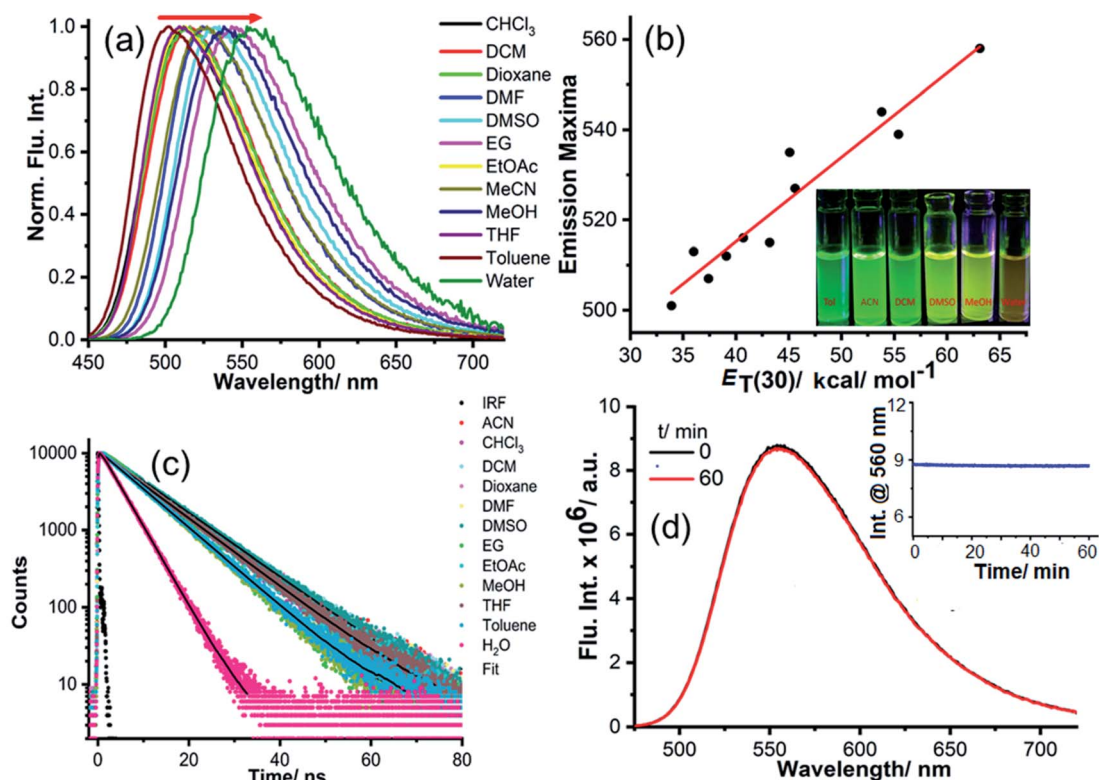 (a)
Norm. Flu. Int.
1.0
0.8
0.6
0.4
0.2
0.0
450 500 550 600 650 700
Wavelength/ nm
CHCl3
DCM
Dioxane
DMF
DMSO
EG
EtOAc
MeCN
MeOH
THF
Toluene
Water
(b)
Emission Maxima
560
540
520
500
30 35 40 45 50 55 60 65
ET(30)/ kcal/ mol-1
Tol ACN DCM DMSO MeOH
(c)
Counts
10000
1000
100
10
0 20 40 60 80
Time/ ns
IRF
ACN
CHCl3
DCM
Dioxane
DMF
DMSO
EG
EtOAc
MeOH
THF
Toluene
H2O
Fit
(d)
Flu. Int. x 10^6/ a.u.
10
8
6
4
2
0
500 550 600 650 700
Wavelength/ nm
t/ min
0
60
Int. @ 560 nm
12
9
6
0 20 40 60
Time/ min